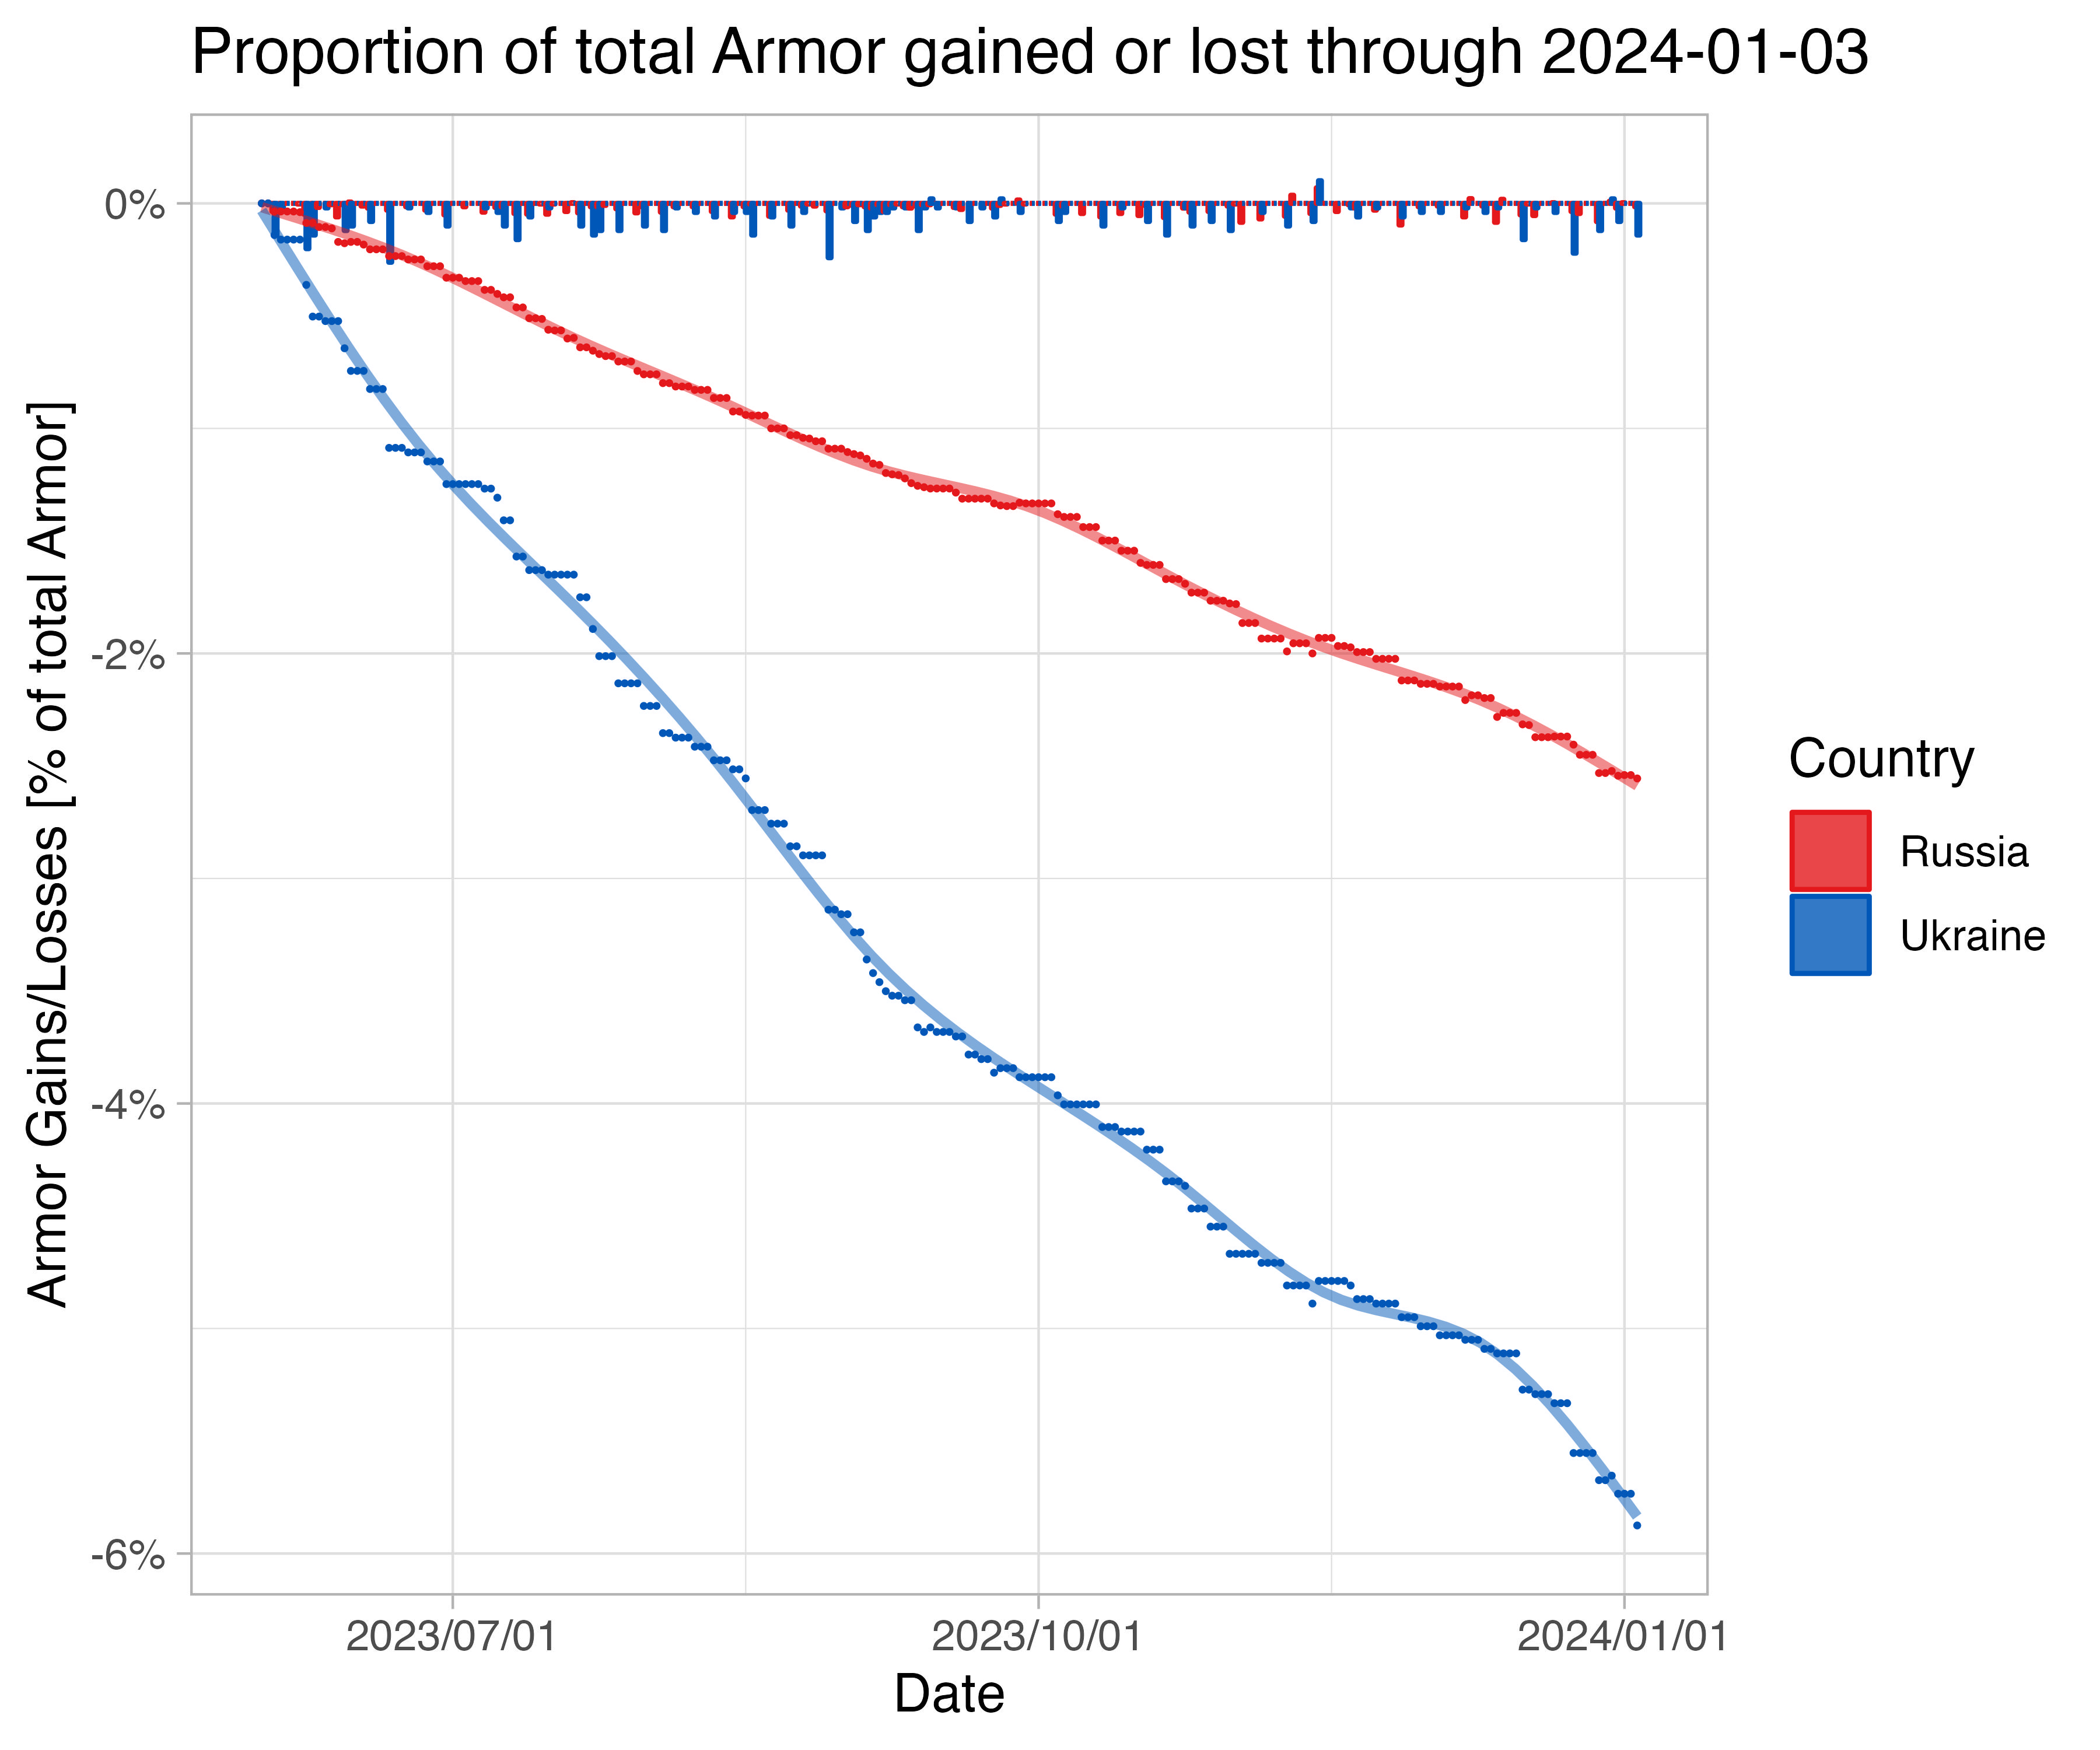 Proportion of total Armor gained or lost through 2024-01-03
Armor Gains/Losses [% of total Armor]
0%
-2%
-4%
-6%
2023/07/01
2023/10/01
2024/01/01
Date
Country
Russia
Ukraine